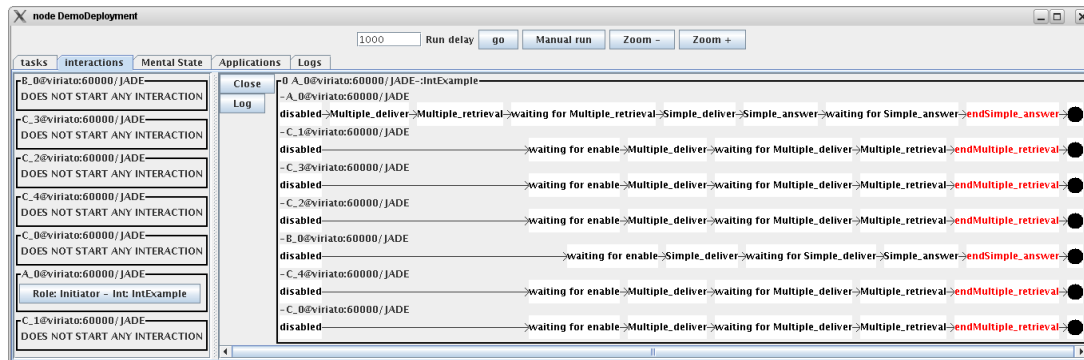 node DemoDeployment
1000 Run delay go Manual run Zoom - Zoom +
tasks interactions Mental State Applications Logs
B_0@viriato:60000/JADE
DOES NOT START ANY INTERACTION
C_3@viriato:60000/JADE
DOES NOT START ANY INTERACTION
C_2@viriato:60000/JADE
DOES NOT START ANY INTERACTION
C_4@viriato:60000/JADE
DOES NOT START ANY INTERACTION
C_0@viriato:60000/JADE
DOES NOT START ANY INTERACTION
A_0@viriato:60000/JADE
Role: Initiator - Int: IntExample
C_1@viriato:60000/JADE
DOES NOT START ANY INTERACTION
Close
Log
0 A_0@viriato:60000/JADE-:IntExample
-A_0@viriato:60000/JADE
disabled Multiple_deliver Multiple_retrieval waiting for Multiple_retrieval Simple_deliver Simple_answer waiting for Simple_answer endSimple_answer
-C_1@viriato:60000/JADE
disabled waiting for enable Multiple_deliver waiting for Multiple_deliver Multiple_retrieval endMultiple_retrieval
-C_3@viriato:60000/JADE
disabled waiting for enable Multiple_deliver waiting for Multiple_deliver Multiple_retrieval endMultiple_retrieval
-C_2@viriato:60000/JADE
disabled waiting for enable Multiple_deliver waiting for Multiple_deliver Multiple_retrieval endMultiple_retrieval
-B_0@viriato:60000/JADE
disabled waiting for enable Simple_deliver waiting for Simple_deliver Simple_answer endSimple_answer
-C_4@viriato:60000/JADE
disabled waiting for enable Multiple_deliver waiting for Multiple_deliver Multiple_retrieval endMultiple_retrieval
-C_0@viriato:60000/JADE
disabled waiting for enable Multiple_deliver waiting for Multiple_deliver Multiple_retrieval endMultiple_retrieval